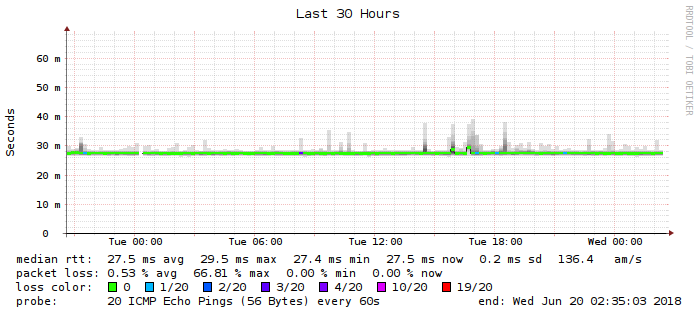 Last 30 Hours
RRDTOOL / TOBI OETIKER
Seconds
60 m
50 m
40 m
30 m
20 m
10 m
0
Tue 00:00 Tue 06:00 Tue 12:00 Tue 18:00 Wed 00:00
median rtt: 27.5 ms avg 29.5 ms max 27.4 ms min 27.5 ms now 0.2 ms sd 136.4 am/s
packet loss: 0.53 % avg 66.81 % max 0.00 % min 0.00 % now
loss color: 0 1/20 2/20 3/20 4/20 10/20 19/20
probe: 20 ICMP Echo Pings (56 Bytes) every 60s end: Wed Jun 20 02:35:03 2018